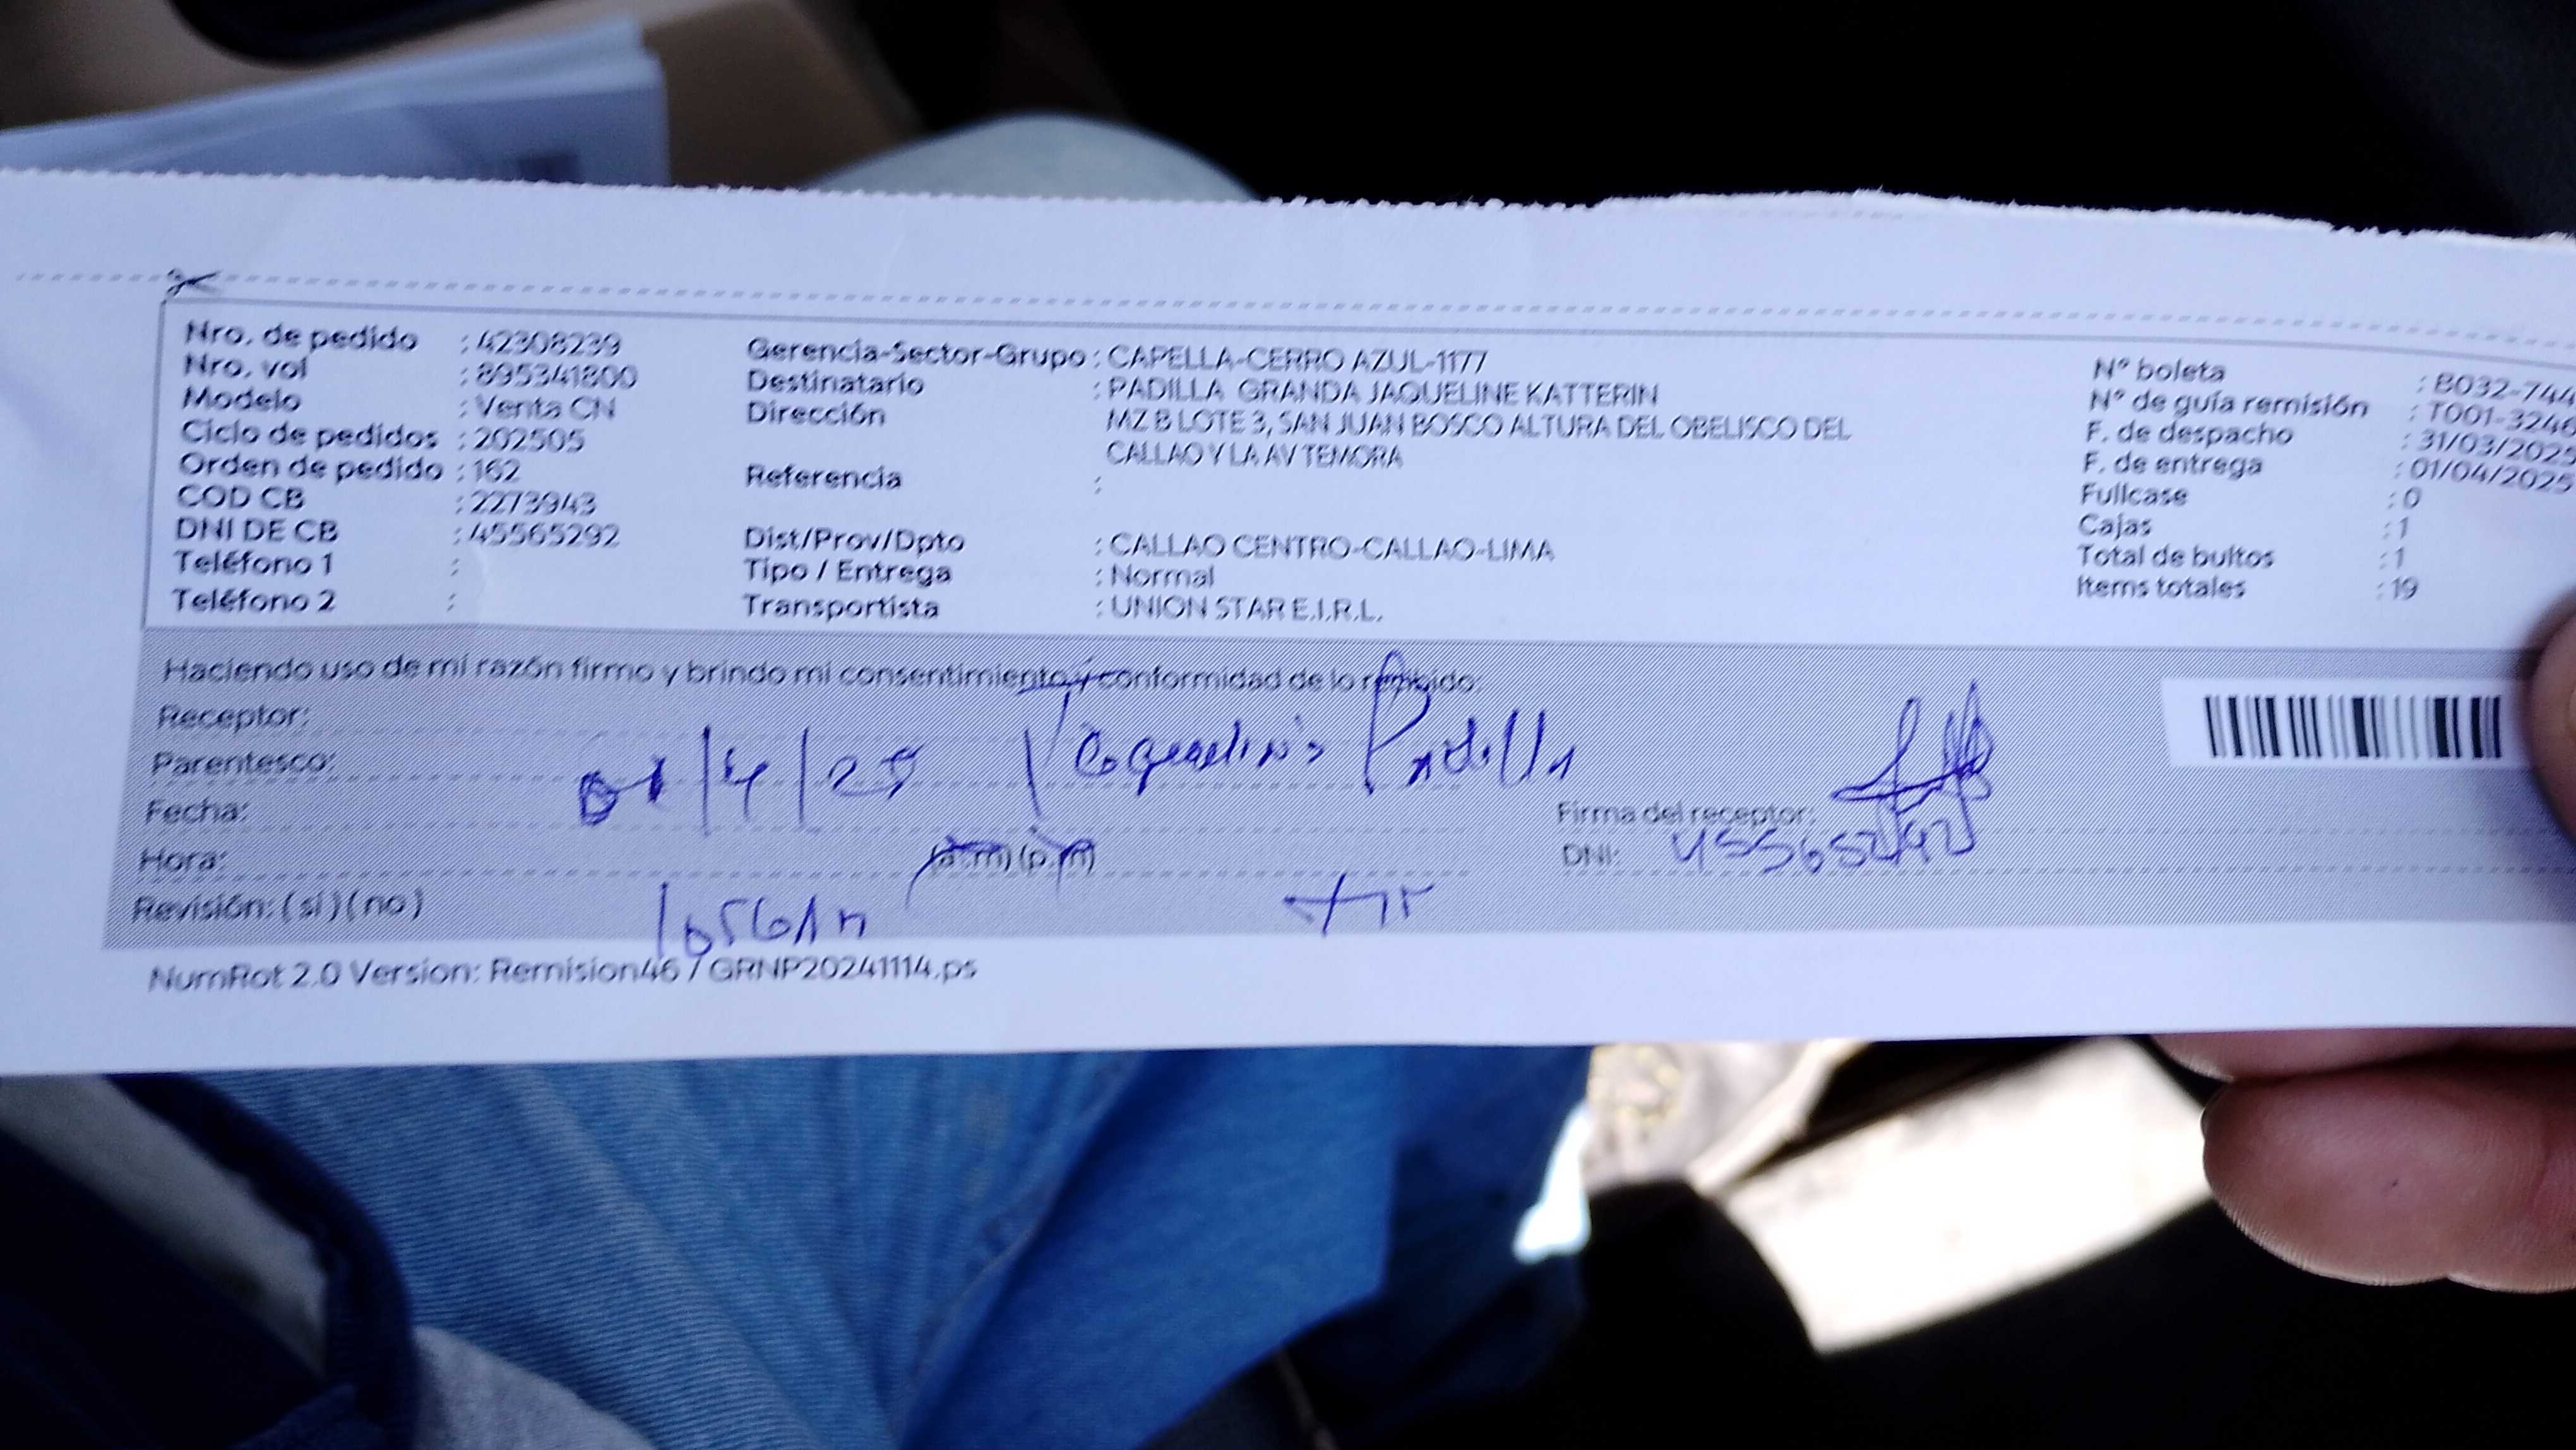 Nro. de pedido : 42308239
Nro. vol : 895341800
Modelo : Venta CN
Ciclo de pedidos : 202505
Orden de pedido : 162
COD CB : 2273943
DNI DE CB : 45565292
Teléfono 1 :
Teléfono 2 :
Gerencia-Sector-Grupo : CAPELLA-CERRO AZUL-1177
Destinatario : PADILLA GRANDA JAQUELINE KATTERIN
Dirección MZ B LOTE 3, SAN JUAN BOSCO ALTURA DEL OBELISCO DEL
CALLAO Y LA AV TEMORA
Referencia :
Dist/Prov/Dpto : CALLAO CENTRO-CALLAO-LIMA
Tipo / Entrega : Normal
Transportista : UNION STAR E.I.R.L.
N° boleta : B032-744
N° de guía remisión : T001-3246
F. de despacho : 31/03/2025
F. de entrega : 01/04/2025
Fullcase : 0
Cajas : 1
Total de bultos : 1
Items totales : 19
Haciendo uso de mi razón firmo y brindo mi consentimiento y conformidad de lo recibido:
Receptor:
Parentesco: Padilla
Fecha: 01/4/25
Hora: (a.m) (p.m)
Revisión: (si) (no)
Firma del receptor:
DNI: 45565292
NumRot 2.0 Version: Remision46 / GRNP20241114.ps